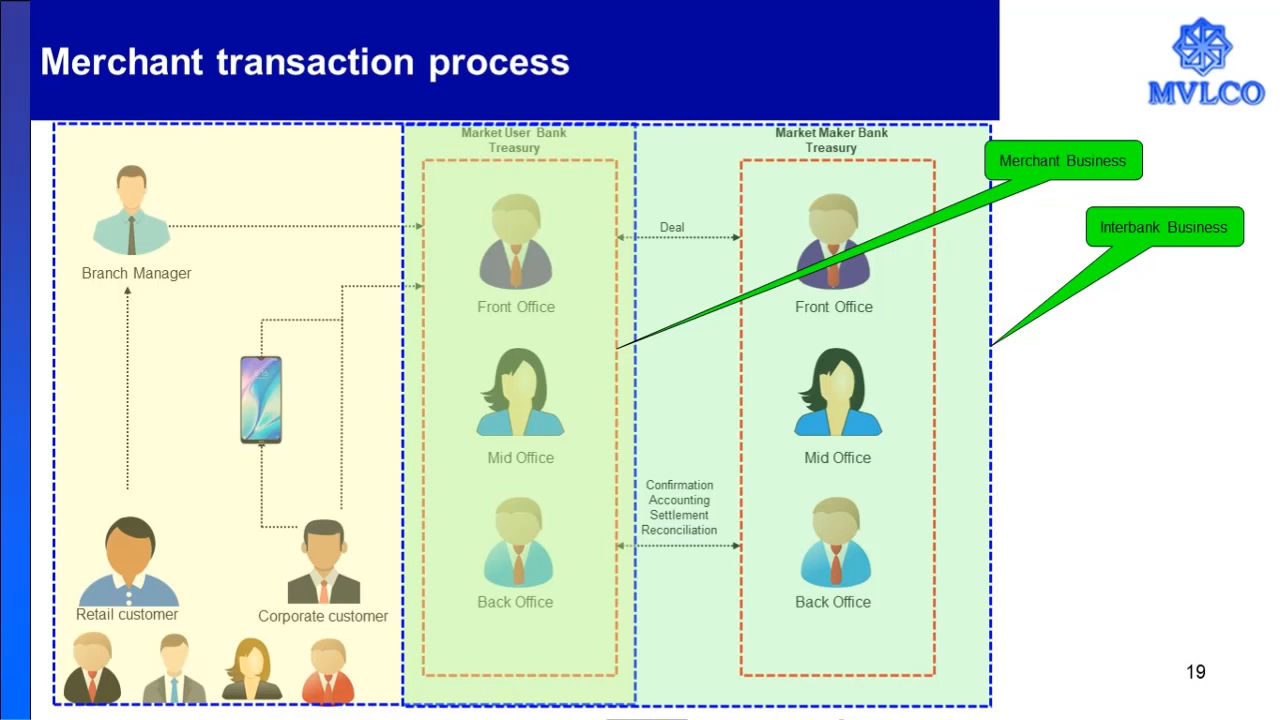 Merchant transaction process
MVLCO
Market User Bank
Treasury
Market Maker Bank
Treasury
Merchant Business
Interbank Business
Branch Manager
Deal
Front Office
Front Office
Mid Office
Mid Office
Confirmation
Accounting
Settlement
Reconciliation
Back Office
Back Office
Retail customer
Corporate customer
19